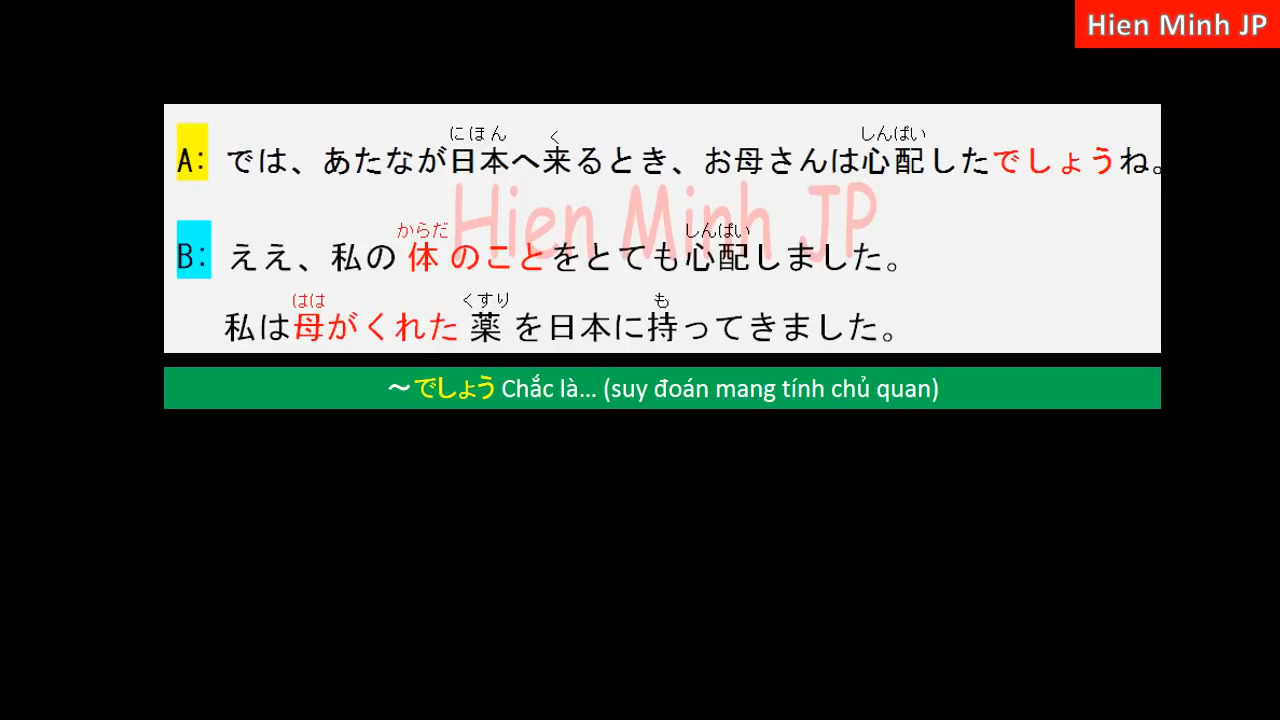 Hien Minh JP
にほん く しんぱい
A: では、あたなが日本へ来るとき、お母さんは心配したでしょうね。
Hien Minh JP
からだ しんぱい
B: ええ、私の体のことをとても心配しました。
はは くすり も
私は母がくれた薬を日本に持ってきました。
～でしょう Chắc là... (suy đoán mang tính chủ quan)